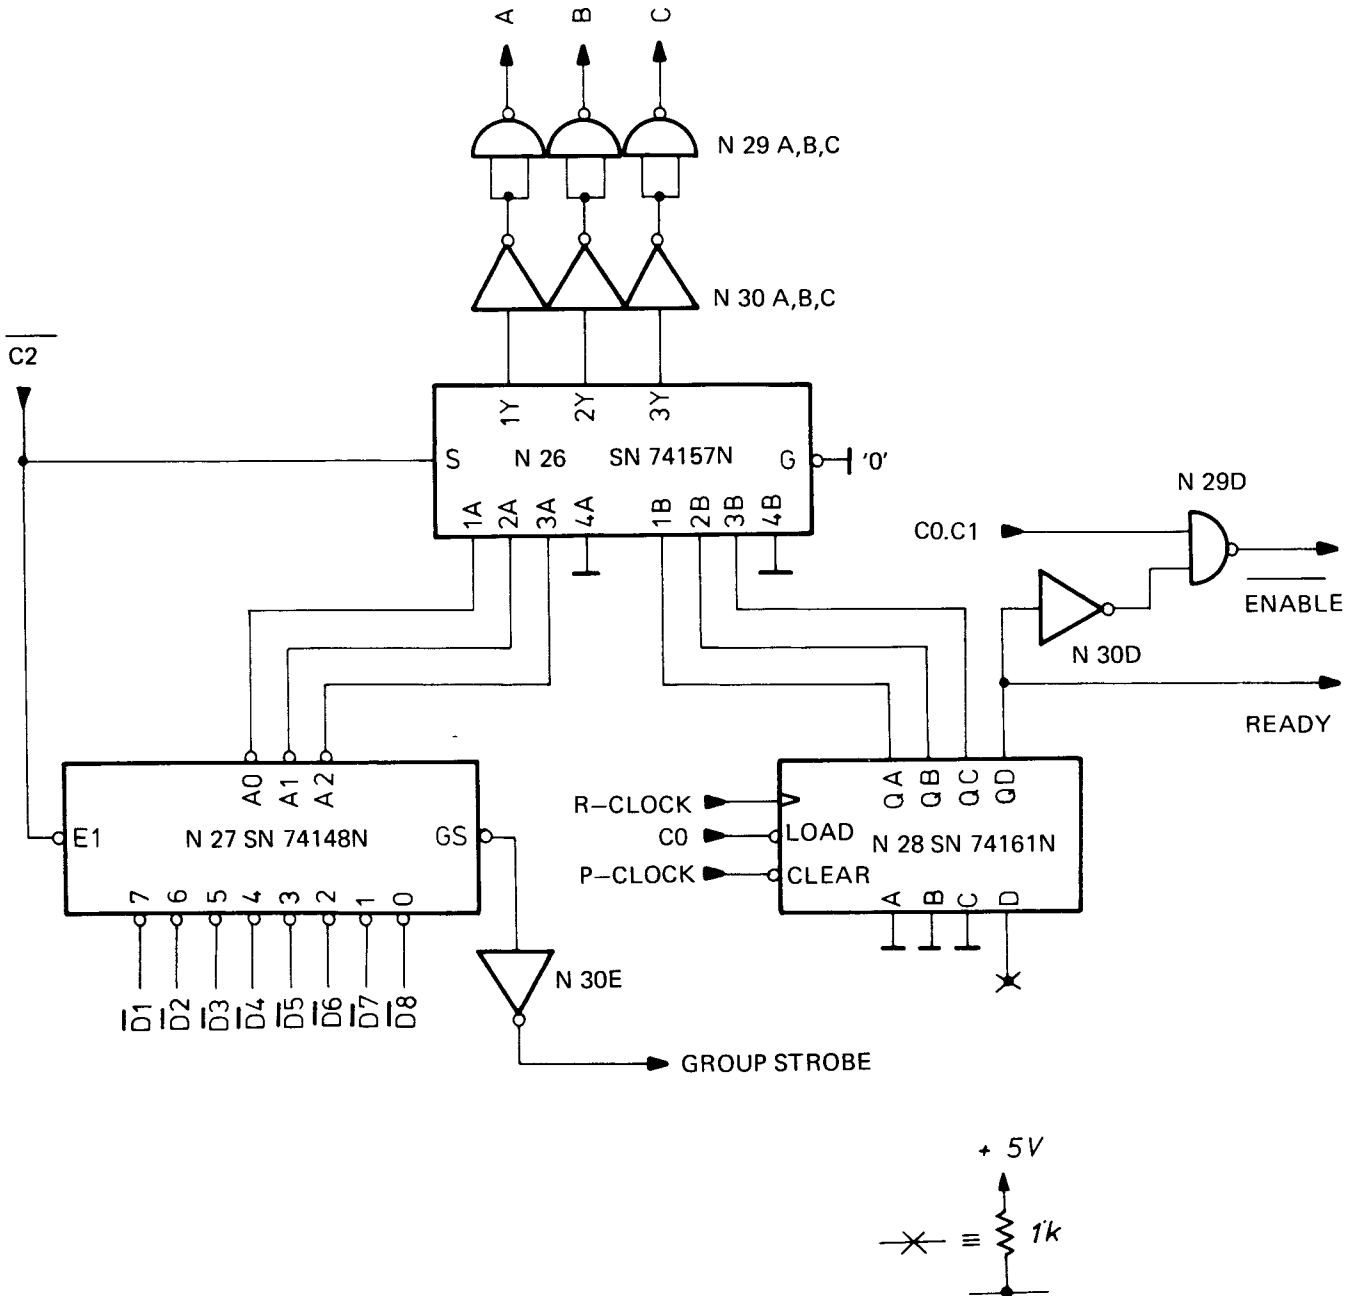 A B C
N 29 A,B,C
N 30 A,B,C
C2
1Y 2Y 3Y
S N 26 SN 74157N G '0'
1A 2A 3A 4A 1B 2B 3B 4B
N 29D
C0.C1
ENABLE
N 30D
READY
A0 A1 A2
E1 N 27 SN 74148N GS
7 6 5 4 3 2 1 0
D1 D2 D3 D4 D5 D6 D7 D8
N 30E
GROUP STROBE
QA QB QC QD
R-CLOCK
C0 LOAD N 28 SN 74161N
P-CLOCK CLEAR
A B C D
+ 5V
≡ 1k